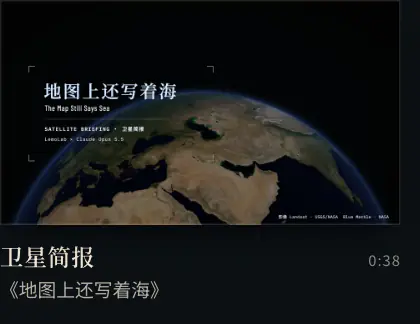 地图上还写着海
The Map Still Says Sea
SATELLITE BRIEFING · 卫星简报
LamoLab × Claude Opus 5.5
影像 Landsat · USGS/NASA Blue Marble · NASA
卫星简报
0:38
《地图上还写着海》